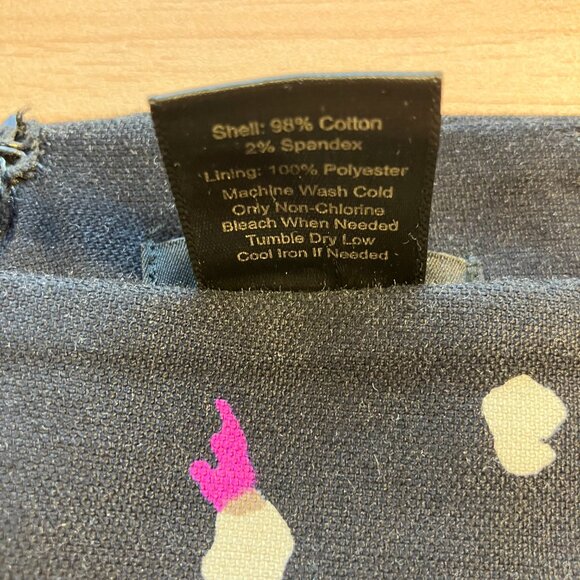 Shell: 98% Cotton
2% Spandex
Lining: 100% Polyester
Machine Wash Cold
Only Non-Chlorine
Bleach When Needed
Tumble Dry Low
Cool Iron If Needed